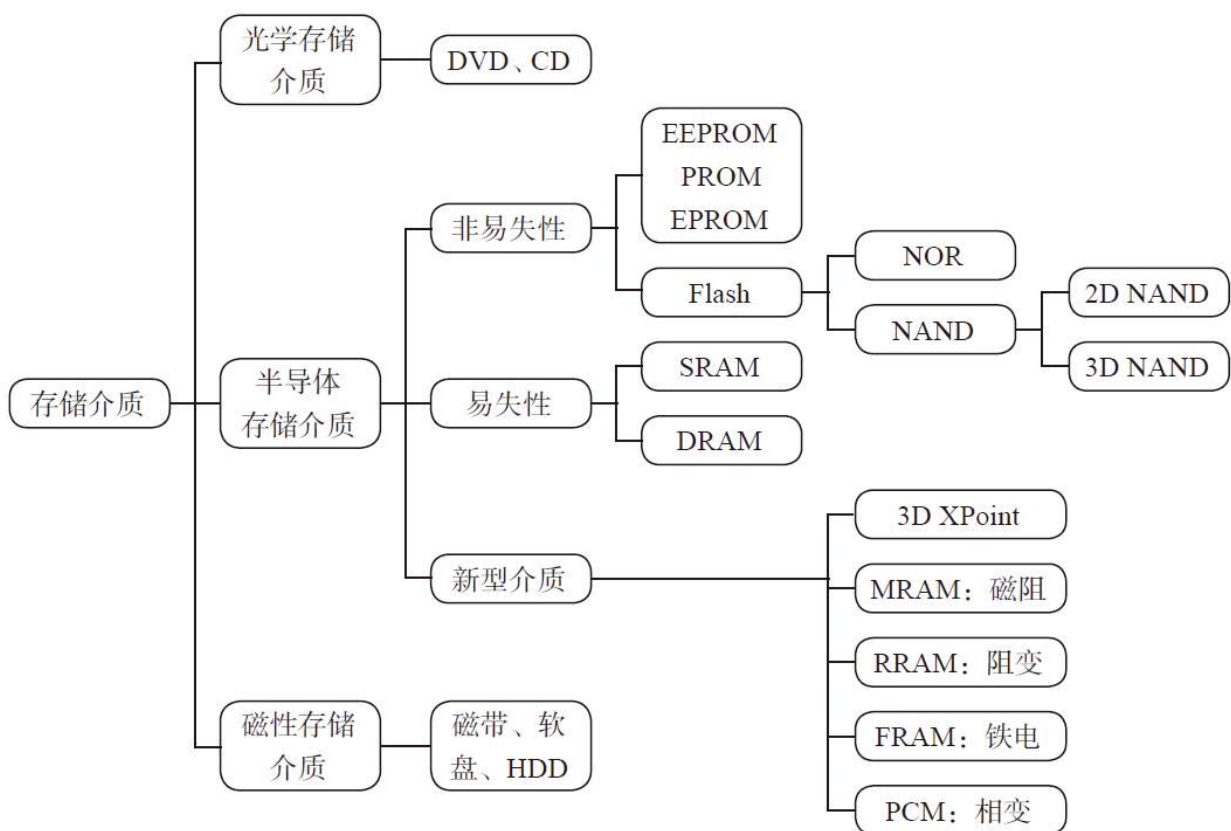 光学存储
介质
DVD、CD
EEPROM
PROM
EPROM
非易失性
NOR
Flash
2D NAND
NAND
3D NAND
SRAM
半导体
存储介质
存储介质
易失性
DRAM
3D XPoint
新型介质
MRAM：磁阻
RRAM：阻变
磁性存储
介质
磁带、软
盘、HDD
FRAM：铁电
PCM：相变